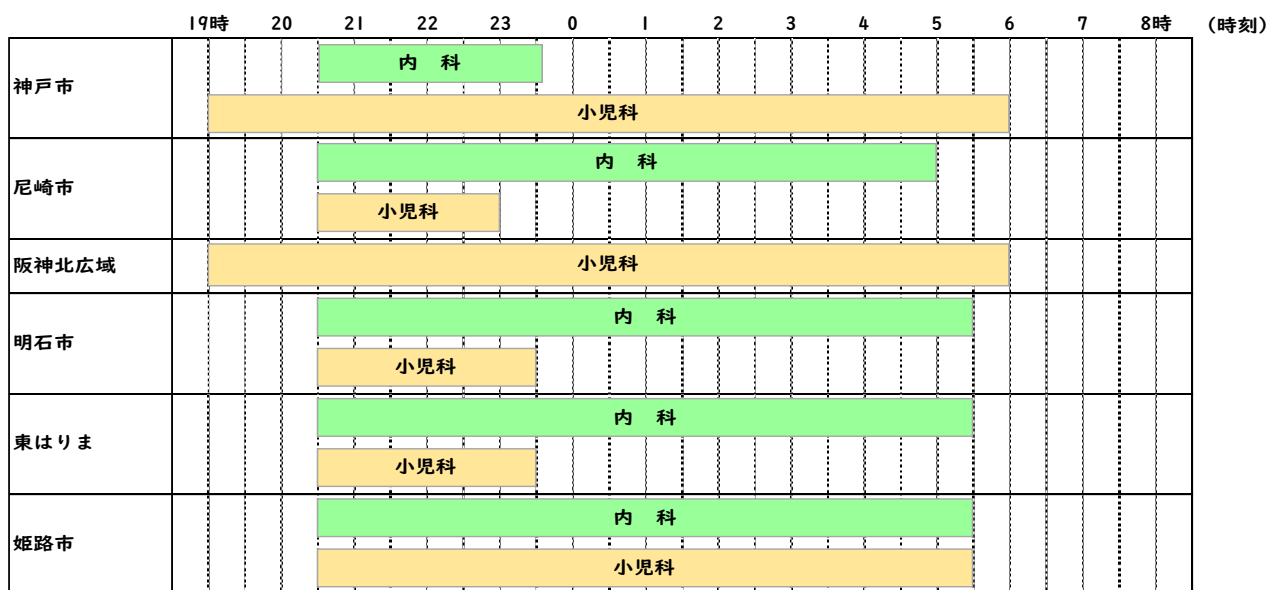 19時 20 21 22 23 0 1 2 3 4 5 6 7 8時 (時刻)
神戸市
内 科
小児科
尼崎市
内 科
小児科
阪神北広域
小児科
明石市
内 科
小児科
東はりま
内 科
小児科
姫路市
内 科
小児科